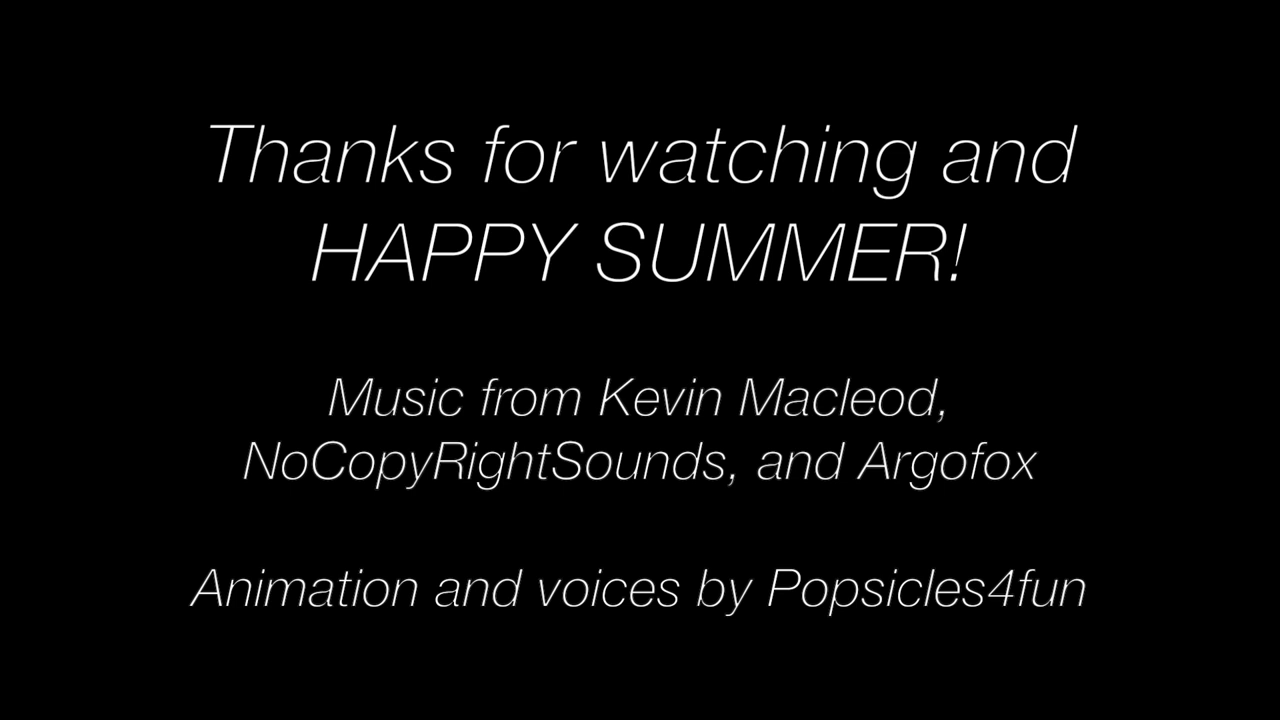 Thanks for watching and
HAPPY SUMMER!
Music from Kevin Macleod,
NoCopyRightSounds, and Argofox
Animation and voices by Popsicles4fun